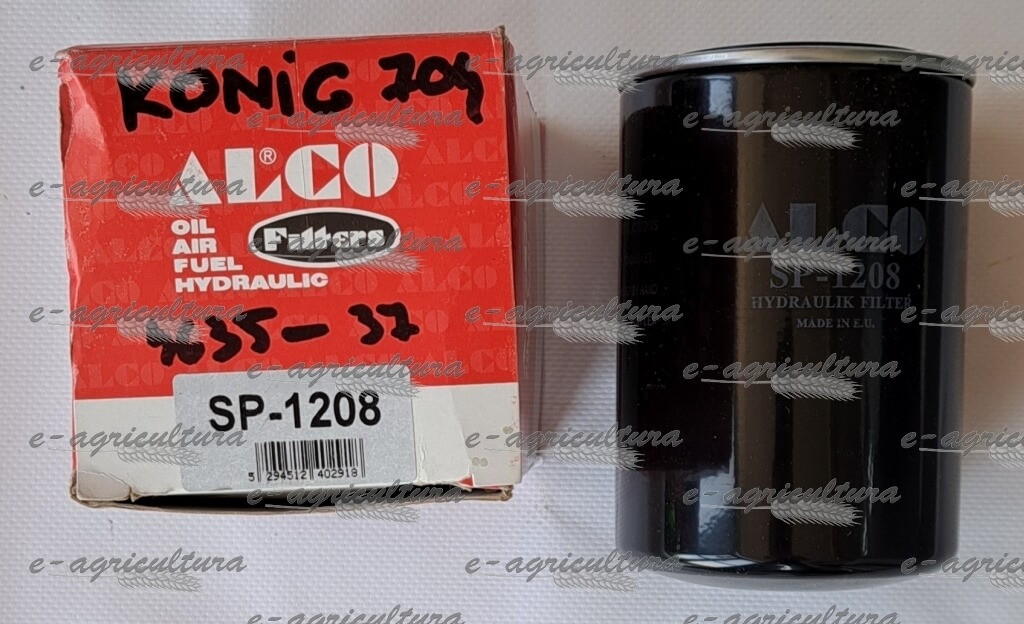 KONIG 704
ALCO®
OIL
AIR
FUEL
HYDRAULIC
Filters
4035-37
SP-1208
5 294512 402918
ALCO
SP-1208
HYDRAULIK FILTER
MADE IN E.U.
e-agricultura